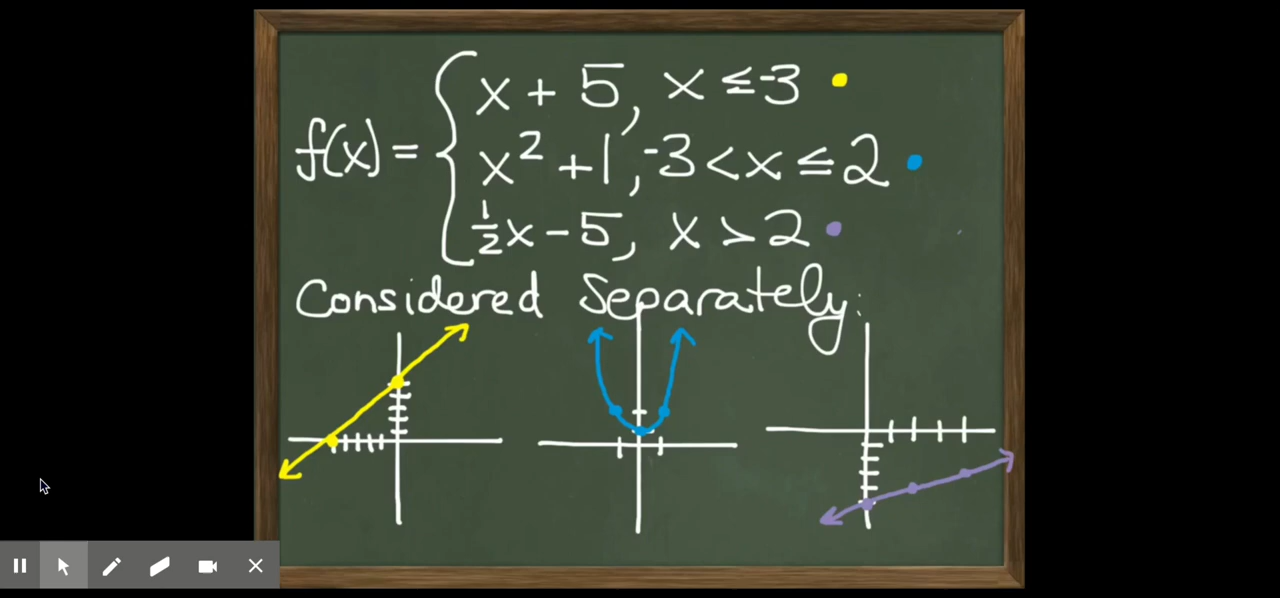 f(x) = { x + 5, x ≤ -3
x² + 1, -3 < x ≤ 2
½x - 5, x > 2
Considered Separately: